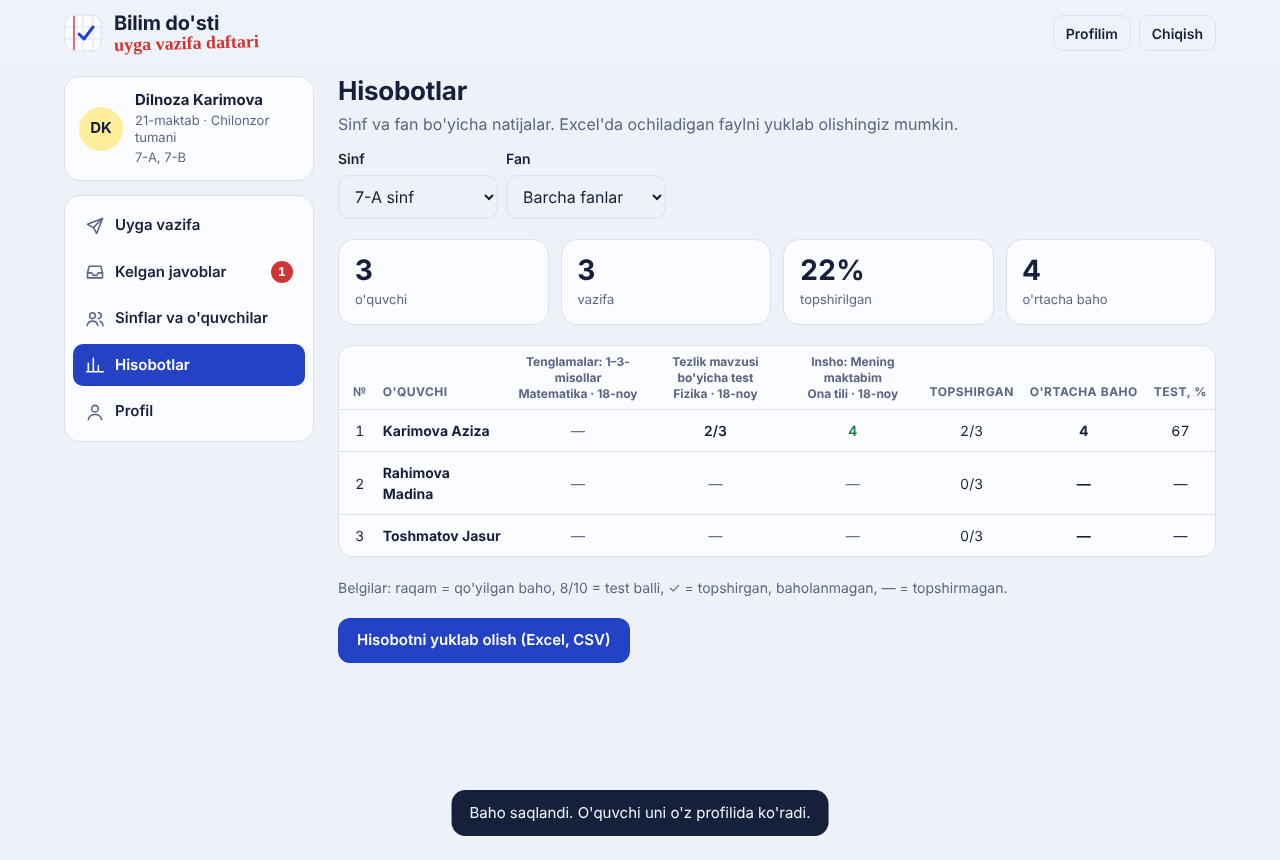 Bilim do'sti
uyga vazifa daftari
Profilim
Chiqish
DK
Dilnoza Karimova
21-maktab · Chilonzor
tumani
7-A, 7-B
Uyga vazifa
Kelgan javoblar
1
Sinflar va o'quvchilar
Hisobotlar
Profil
Hisobotlar
Sinf va fan bo'yicha natijalar. Excel'da ochiladigan faylni yuklab olishingiz mumkin.
Sinf
Fan
7-A sinf
Barcha fanlar
3
o'quvchi
3
vazifa
22%
topshirilgan
4
o'rtacha baho
№
O'QUVCHI
Tenglamalar: 1–3-
misollar
Matematika · 18-noy
Tezlik mavzusi
bo'yicha test
Fizika · 18-noy
Insho: Mening
maktabim
Ona tili · 18-noy
TOPSHIRGAN
O'RTACHA BAHO
TEST, %
1 Karimova Aziza — 2/3 4 2/3 4 67
2 Rahimova
Madina — — — 0/3 — —
3 Toshmatov Jasur — — — 0/3 — —
Belgilar: raqam = qo'yilgan baho, 8/10 = test balli, ✓ = topshirgan, baholanmagan, — = topshirmagan.
Hisobotni yuklab olish (Excel, CSV)
Baho saqlandi. O'quvchi uni o'z profilida ko'radi.